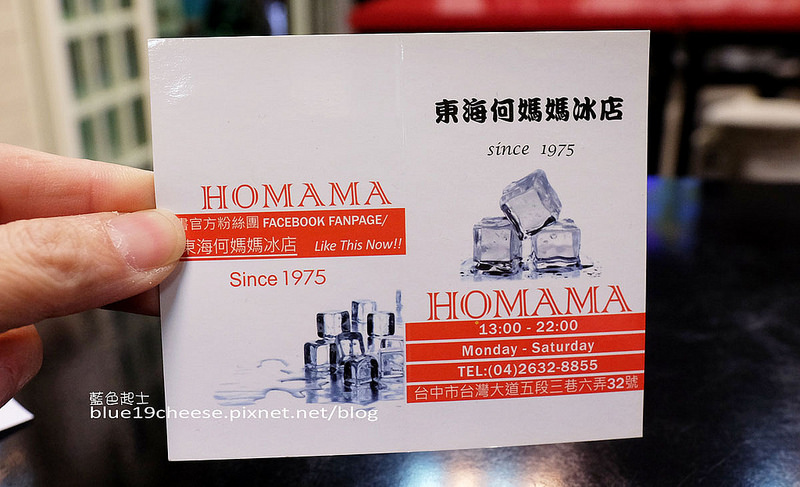 HOMAMA
書官方粉絲團 FACEBOOK FANPAGE/
東海何媽媽冰店 Like This Now!!
Since 1975
東海何媽媽冰店
since 1975
HOMAMA
13:00 - 22:00
Monday - Saturday
TEL:(04)2632-8855
台中市台灣大道五段三巷六弄32號
藍色起士
blue19cheese.pixnet.net/blog